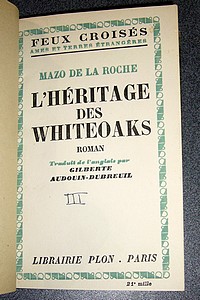 FEUX CROISÉS
AMES ET TERRES ÉTRANGÈRES
MAZO DE LA ROCHE
L'HÉRITAGE
DES
WHITEOAKS
ROMAN
Traduit de l'anglais par
GILBERTE
AUDOUIN-DUBREUIL
III
LIBRAIRIE PLON . PARIS
21e mille